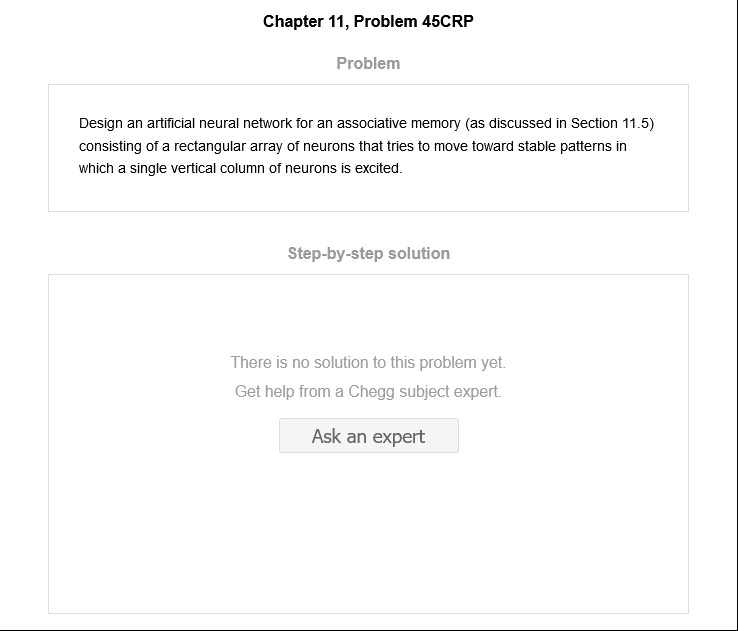 Chapter 11, Problem 45CRP
Problem
Design an artificial neural network for an associative memory (as discussed in Section 11.5)
consisting of a rectangular array of neurons that tries to move toward stable patterns in
which a single vertical column of neurons is excited.
Step-by-step solution
There is no solution to this problem yet.
Get help from a Chegg subject expert.
Ask an expert